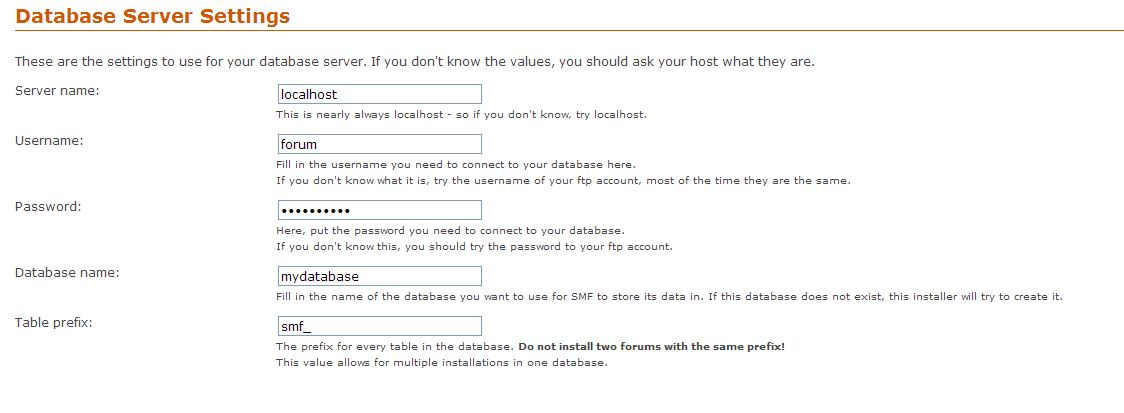 Database Server Settings
These are the settings to use for your database server. If you don't know the values, you should ask your host what they are.
Server name:
localhost
This is nearly always localhost - so if you don't know, try localhost.
Username:
forum
Fill in the username you need to connect to your database here.
If you don't know what it is, try the username of your ftp account, most of the time they are the same.
Password:
••••••••••
Here, put the password you need to connect to your database.
If you don't know this, you should try the password to your ftp account.
Database name:
mydatabase
Fill in the name of the database you want to use for SMF to store its data in. If this database does not exist, this installer will try to create it.
Table prefix:
smf_
The prefix for every table in the database. Do not install two forums with the same prefix!
This value allows for multiple installations in one database.